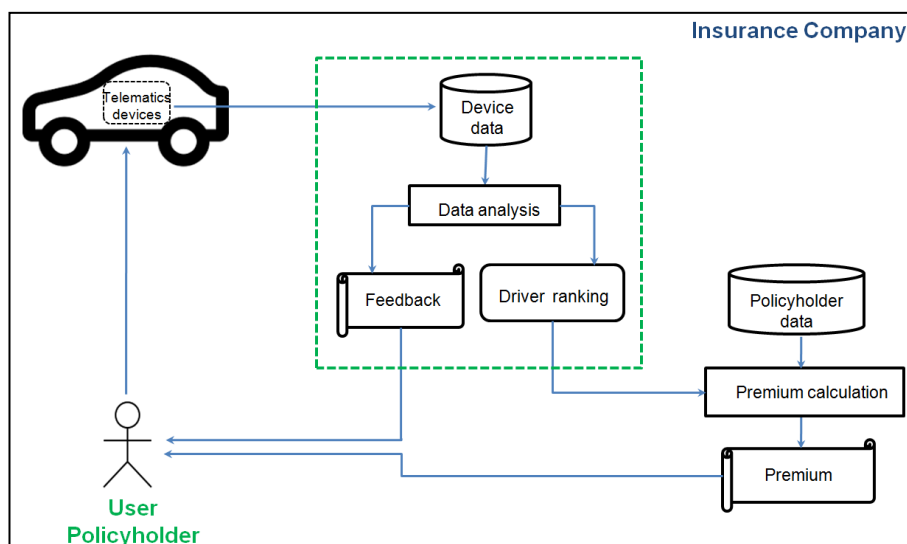 Insurance Company
Telematics
devices
Device
data
Data analysis
Feedback
Driver ranking
Policyholder
data
Premium calculation
Premium
User
Policyholder